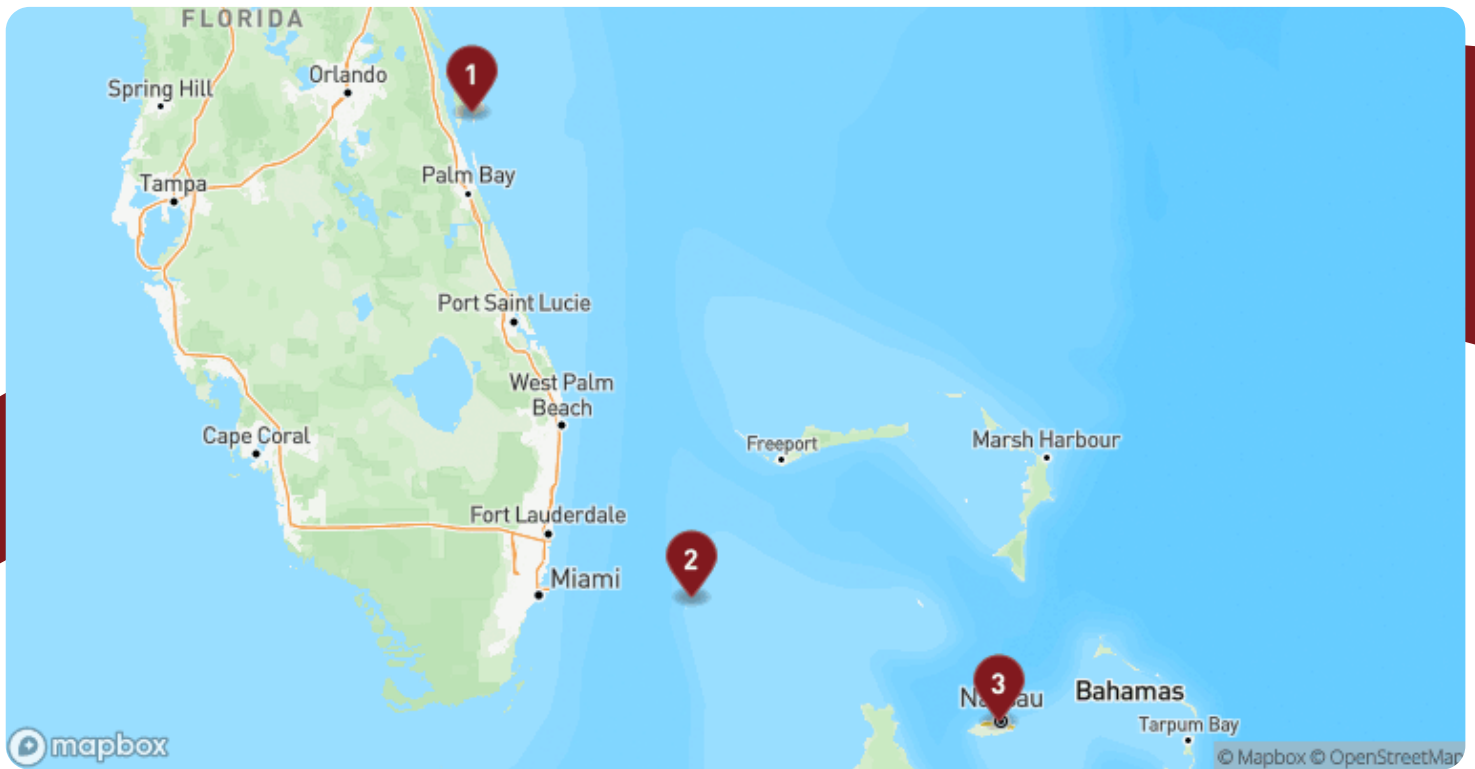 FLORIDA
Orlando
Spring Hill
1
Palm Bay
Tampa
Port Saint Lucie
West Palm
Beach
Cape Coral
Freeport
Marsh Harbour
Fort Lauderdale
2
Miami
3
Bahamas
Tarpum Bay
mapbox
© Mapbox © OpenStreetMap